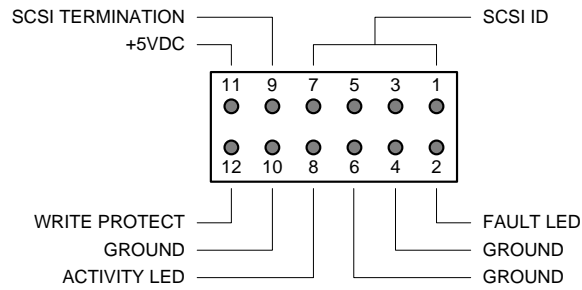 SCSI TERMINATION SCSI ID
+5VDC
11 9 7 5 3 1
12 10 8 6 4 2
WRITE PROTECT FAULT LED
GROUND GROUND
ACTIVITY LED GROUND